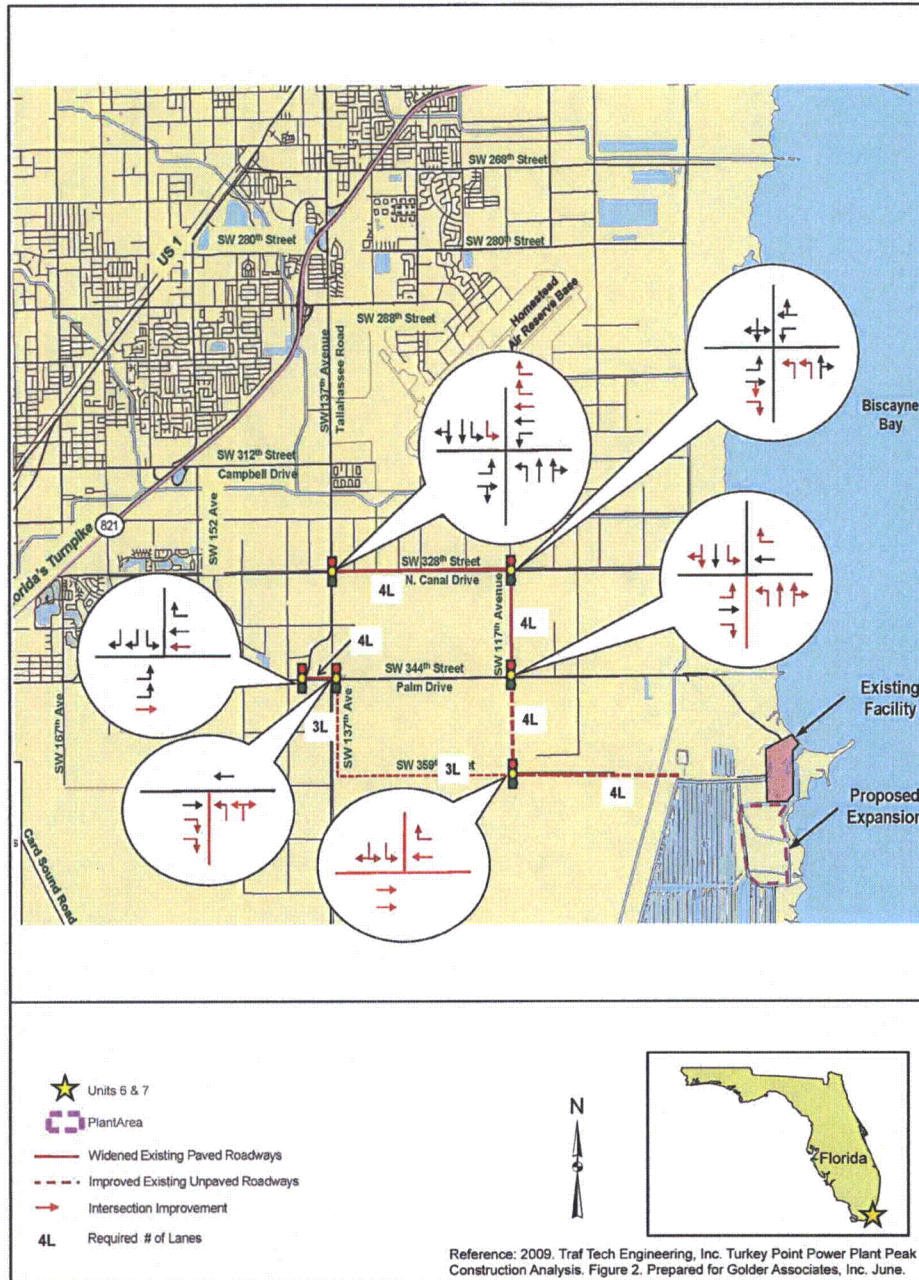 SW 268th Street
US 1
SW 280th Street
SW 280th Street
SW 288th Street
Homestead
Air Reserve Base
SW 137th Avenue
Tallahassee Road
Biscayne
Bay
SW 312th Street
Campbell Drive
SW 152 Ave
821
lorida's Turnpike
SW 328th Street
N. Canal Drive
4L
SW 117th Avenue
4L
4L
SW 344th Street
Palm Drive
SW 167th Ave
3L
SW 137th Ave
4L
SW 359th
3L
4L
Existing
Facility
Proposed
Expansion
Card Sound Road
s
Units 6 & 7
PlantArea
Widened Existing Paved Roadways
Improved Existing Unpaved Roadways
Intersection Improvement
4L Required # of Lanes
N
Florida
Reference: 2009. Traf Tech Engineering, Inc. Turkey Point Power Plant Peak
Construction Analysis. Figure 2. Prepared for Golder Associates, Inc. June.